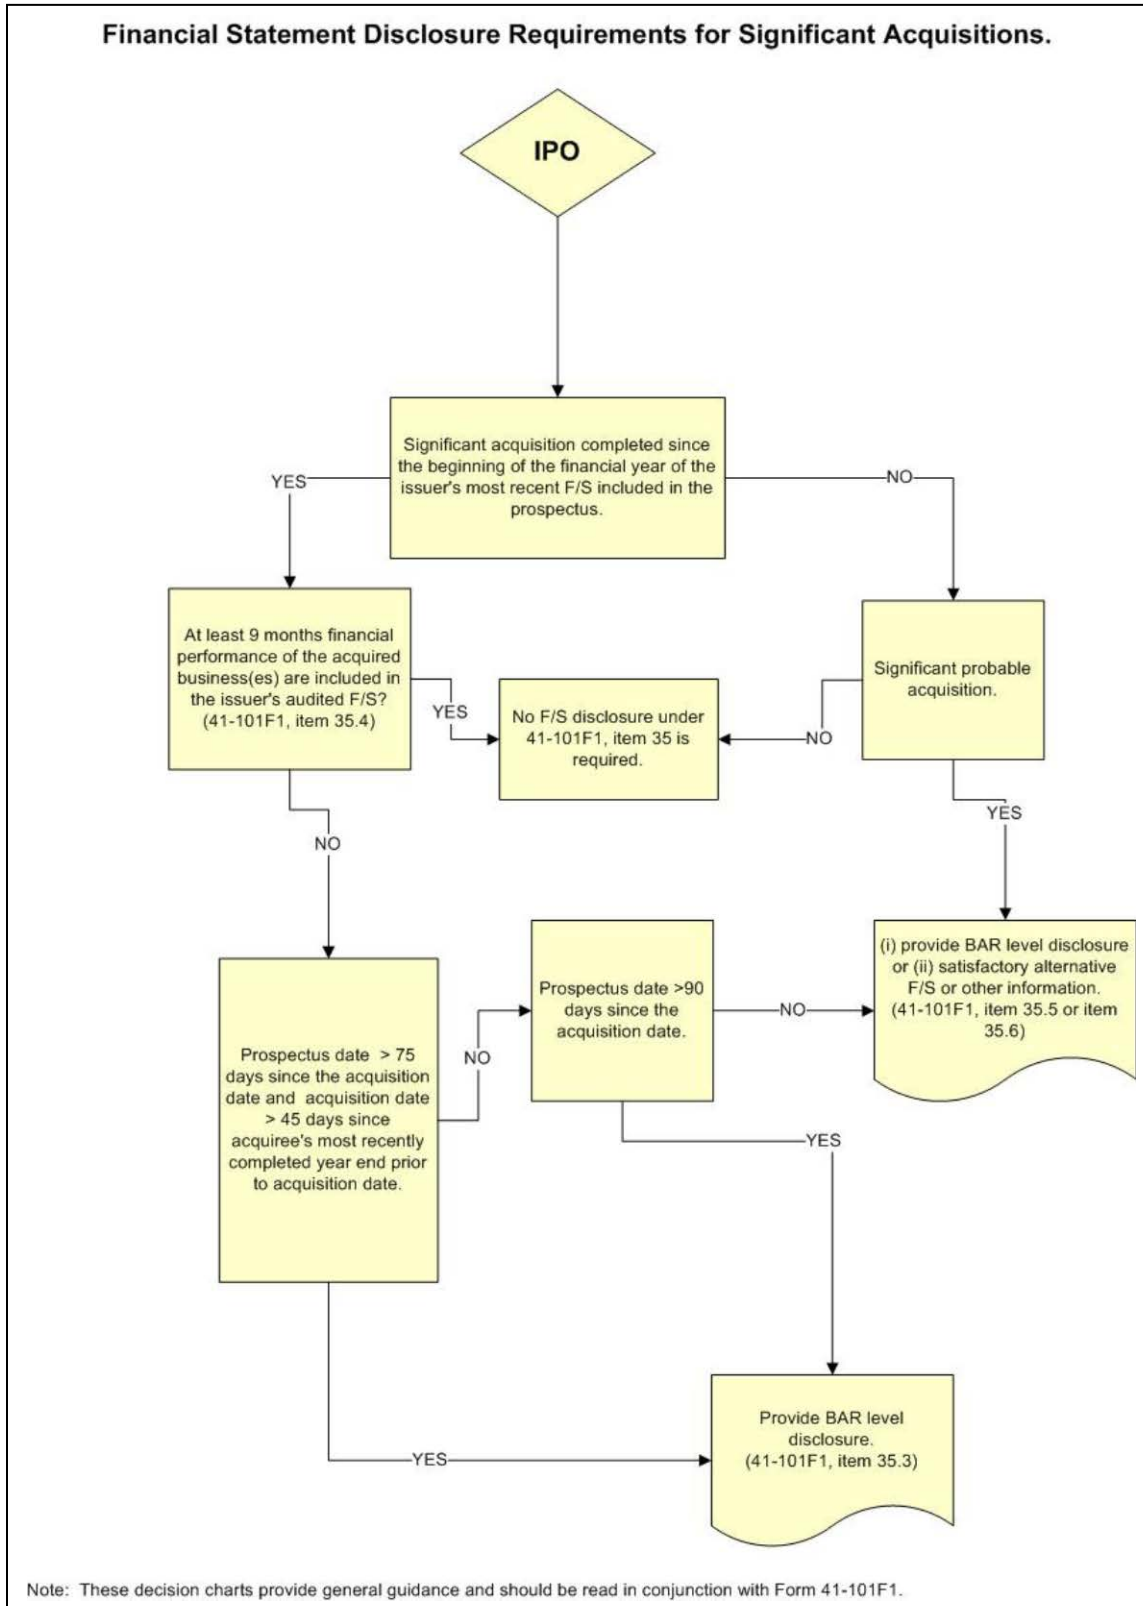 Financial Statement Disclosure Requirements for Significant Acquisitions.
IPO
Significant acquisition completed since
the beginning of the financial year of the
issuer's most recent F/S included in the
prospectus.
YES
NO
At least 9 months financial
performance of the acquired
business(es) are included in
the issuer's audited F/S?
(41-101F1, item 35.4)
YES
No F/S disclosure under
41-101F1, item 35 is
required.
NO
Significant probable
acquisition.
NO
YES
Prospectus date > 75
days since the acquisition
date and acquisition date
> 45 days since
acquiree's most recently
completed year end prior
to acquisition date.
NO
Prospectus date >90
days since the
acquisition date.
NO
(i) provide BAR level disclosure
or (ii) satisfactory alternative
F/S or other information.
(41-101F1, item 35.5 or item
35.6)
YES
YES
Provide BAR level
disclosure.
(41-101F1, item 35.3)
Note: These decision charts provide general guidance and should be read in conjunction with Form 41-101F1.